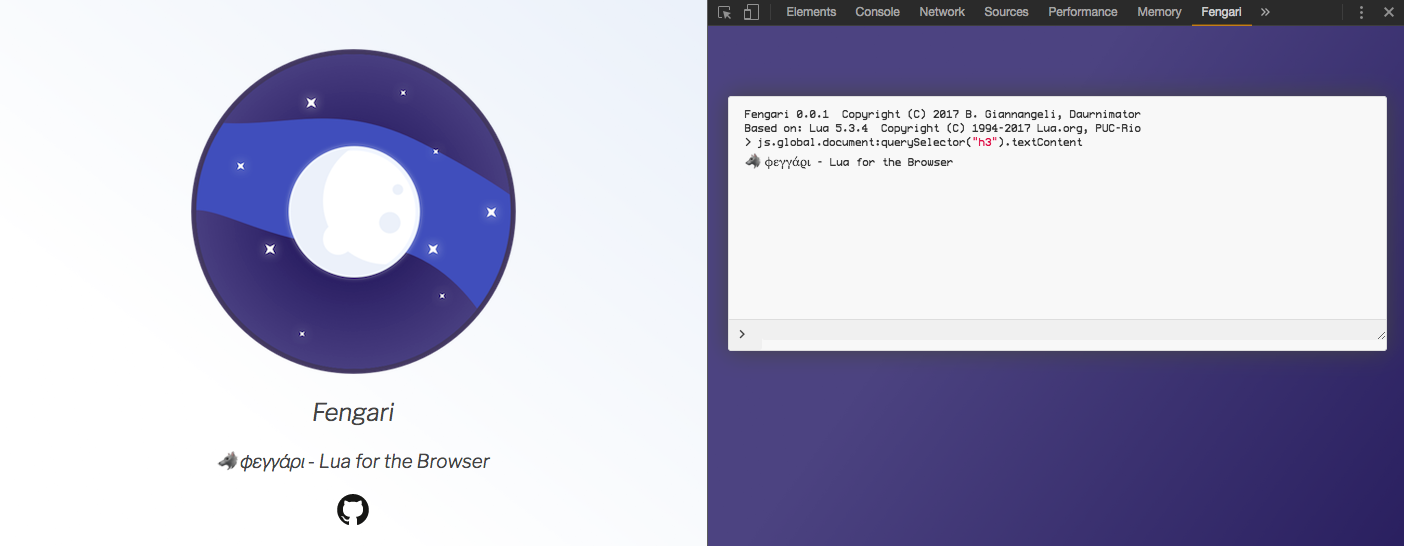 Fengari
🐺 φεγγάρι - Lua for the Browser
Elements Console Network Sources Performance Memory Fengari »
Fengari 0.0.1 Copyright (C) 2017 B. Giannangeli, Daurnimator
Based on: Lua 5.3.4 Copyright (C) 1994-2017 Lua.org, PUC-Rio
> js.global.document:querySelector("h3").textContent
🐺 φεγγάρι - Lua for the Browser
>